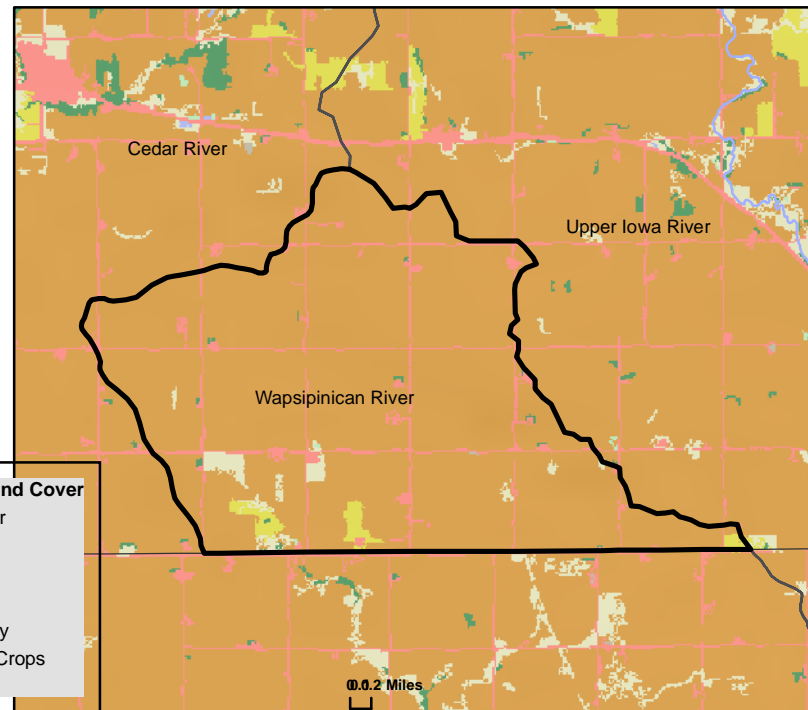 Cedar River
Upper Iowa River
Wapsipinican River
nd Cover
r
y
Crops
Miles